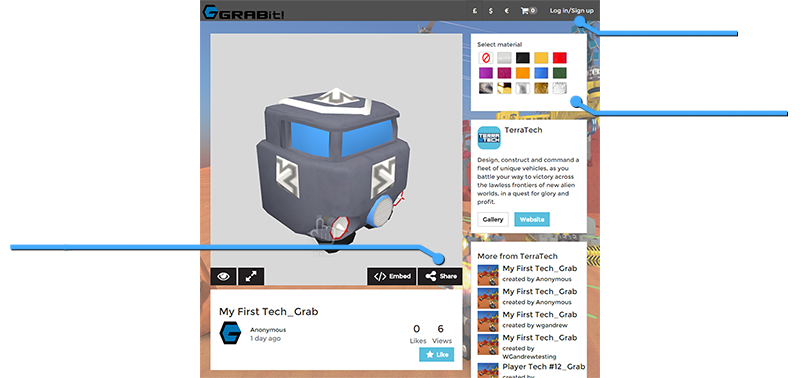 GRABit!
£ $ € 0 Log in/Sign up
Select material
TERRA
TECH
TerraTech
Design, construct and command a
fleet of unique vehicles, as you
battle your way to victory across
the lawless frontiers of new alien
worlds, in a quest for glory and
profit.
Gallery Website
</> Embed Share
My First Tech_Grab
Anonymous
1 day ago
0 6
Likes Views
Like
More from TerraTech
My First Tech_Grab
created by Anonymous
My First Tech_Grab
created by Anonymous
My First Tech_Grab
created by wgandrew
My First Tech_Grab
created by
WGandrewtesting
Player Tech #12_Grab
created by